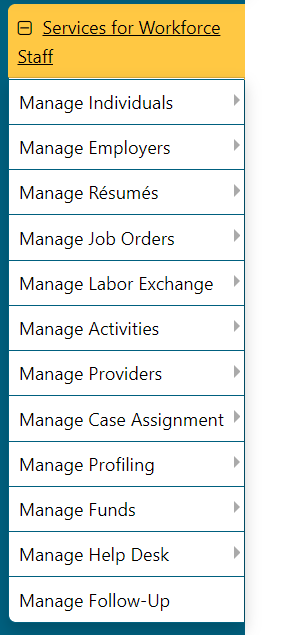 Services for Workforce
Staff
Manage Individuals
Manage Employers
Manage Résumés
Manage Job Orders
Manage Labor Exchange
Manage Activities
Manage Providers
Manage Case Assignment
Manage Profiling
Manage Funds
Manage Help Desk
Manage Follow-Up